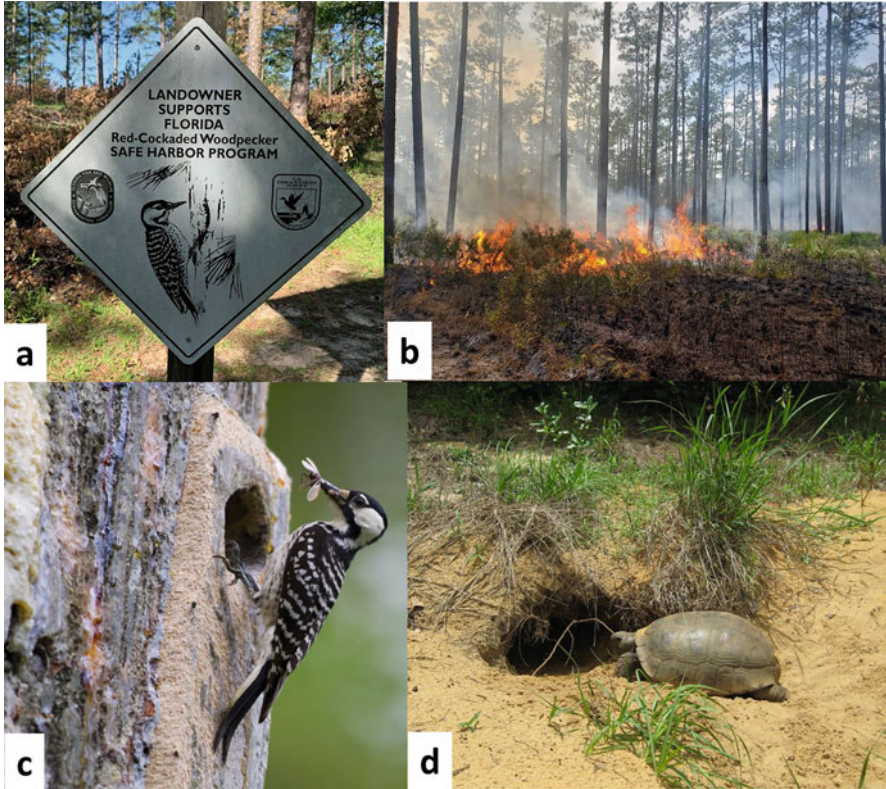 LANDOWNER
SUPPORTS
FLORIDA
Red-Cockaded Woodpecker
SAFE HARBOR PROGRAM
a
b
c
d